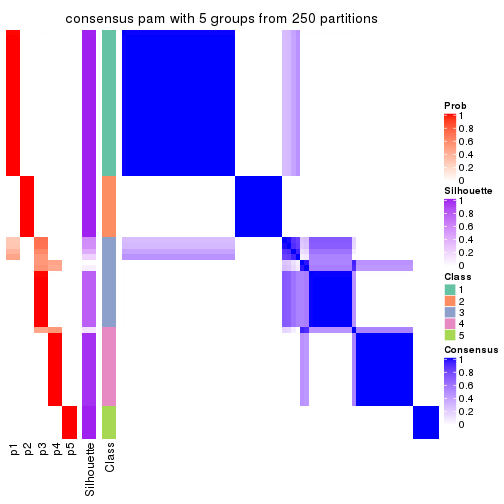 consensus pam with 5 groups from 250 partitions
Prob
1
0.8
0.6
0.4
0.2
0
Silhouette
1
0.8
0.6
0.4
0.2
0
Class
1
2
3
4
5
Consensus
1
0.8
0.6
0.4
0.2
0
p1
p2
p3
p4
p5
Silhouette
Class